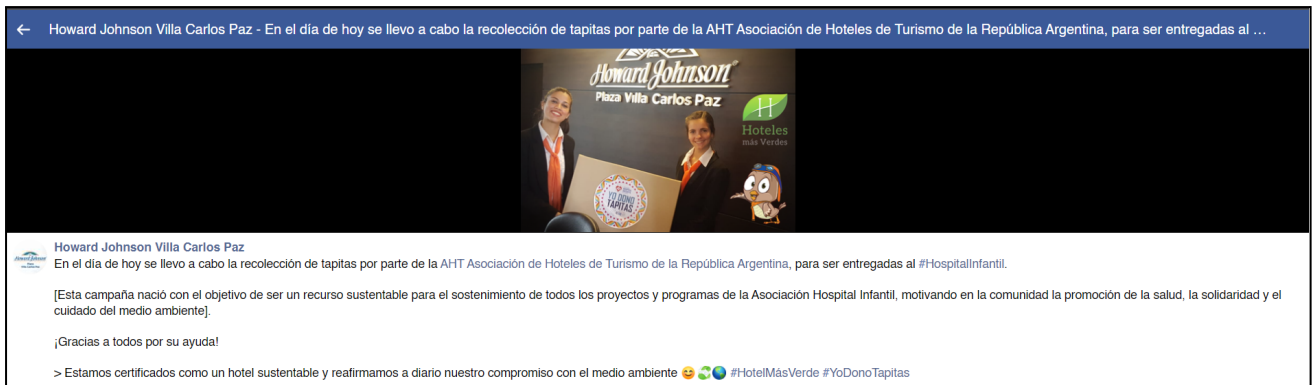 ← Howard Johnson Villa Carlos Paz - En el día de hoy se llevo a cabo la recolección de tapitas por parte de la AHT Asociación de Hoteles de Turismo de la República Argentina, para ser entregadas al ...
Howard Johnson
Plaza Villa Carlos Paz
H
Hoteles
más Verdes
YO DONO
TAPITAS
Howard Johnson Villa Carlos Paz
En el día de hoy se llevo a cabo la recolección de tapitas por parte de la AHT Asociación de Hoteles de Turismo de la República Argentina, para ser entregadas al #HospitalInfantil.
[Esta campaña nació con el objetivo de ser un recurso sustentable para el sostenimiento de todos los proyectos y programas de la Asociación Hospital Infantil, motivando en la comunidad la promoción de la salud, la solidaridad y el
cuidado del medio ambiente].
¡Gracias a todos por su ayuda!
> Estamos certificados como un hotel sustentable y reafirmamos a diario nuestro compromiso con el medio ambiente 😊♻️🌎 #HotelMásVerde #YoDonoTapitas